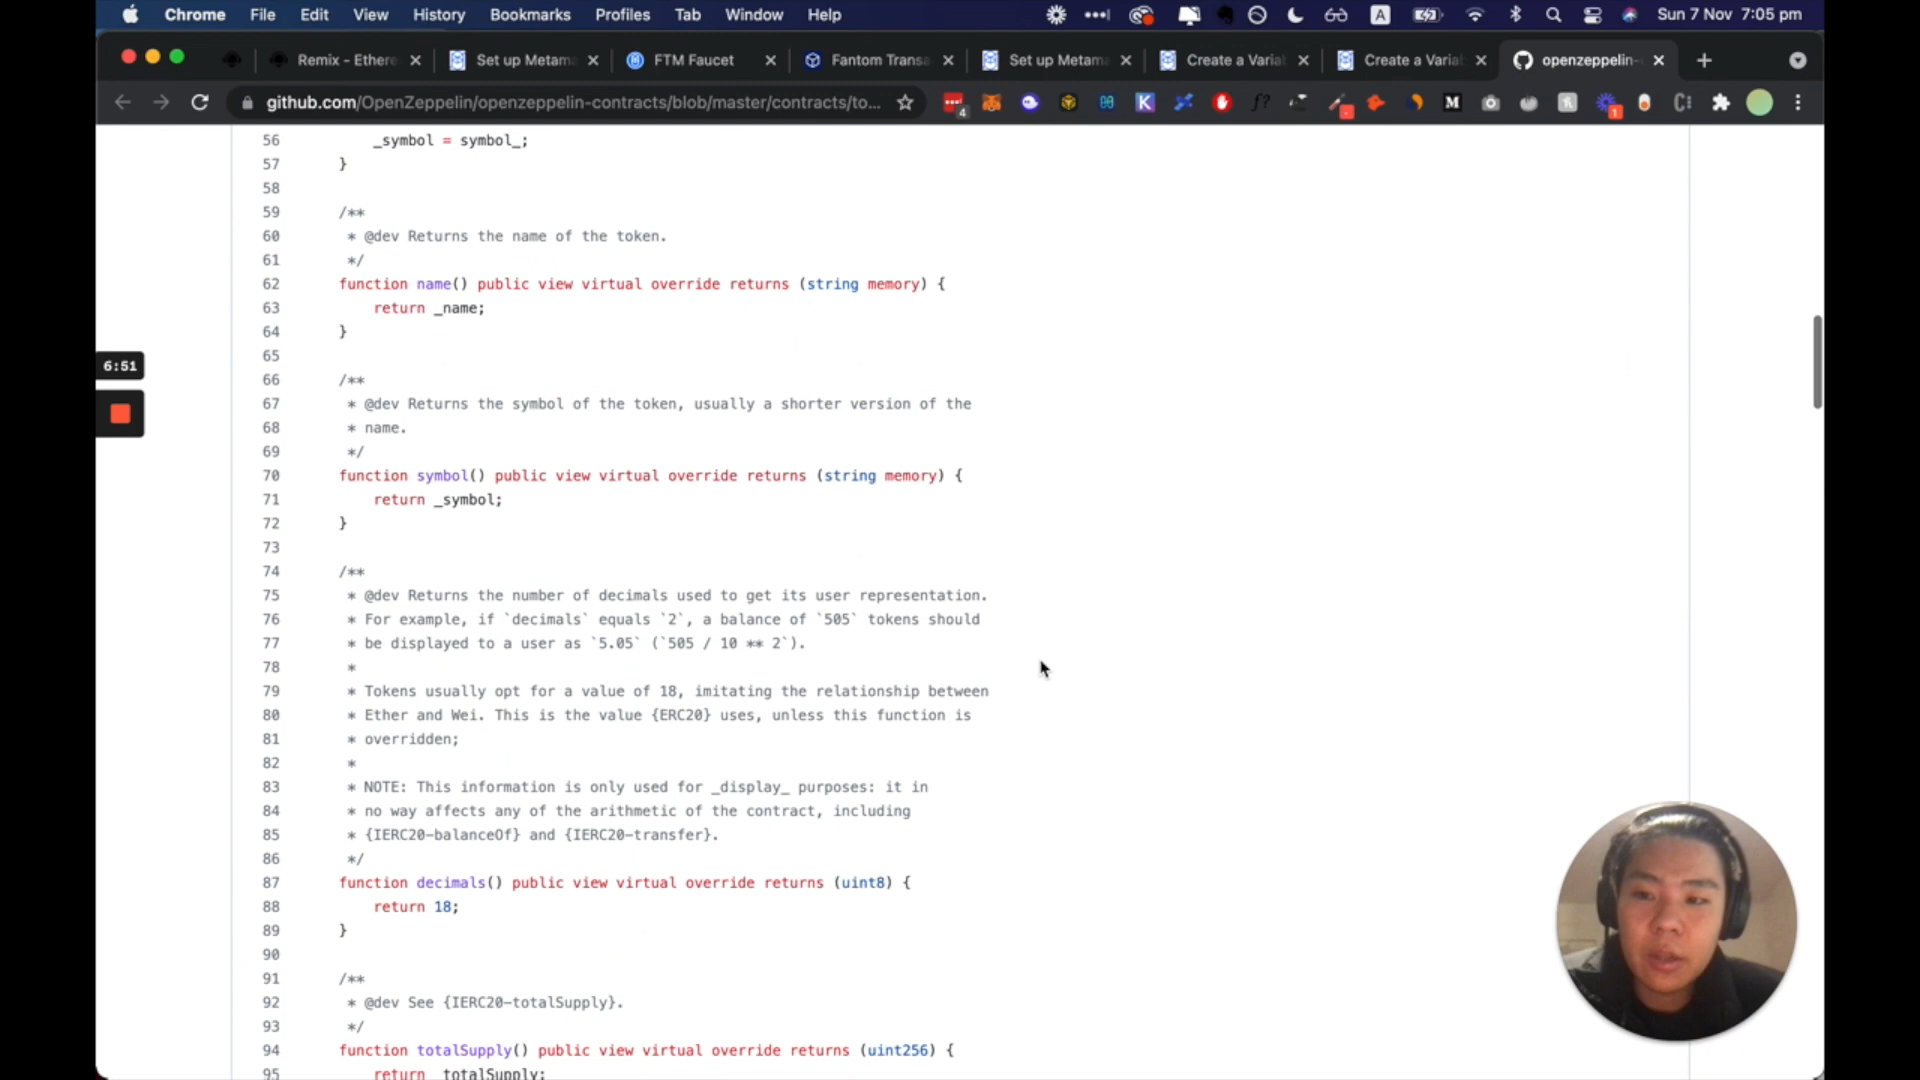 Chrome File Edit View History Bookmarks Profiles Tab Window Help A Sun 7 Nov 7:05 pm
Remix - Ethere Set up Metam FTM Faucet Fantom Transa Set up Metam Create a Varia Create a Varia openzeppelin-
github.com/OpenZeppelin/openzeppelin-contracts/blob/master/contracts/to... 4 K f? M 1
56 _symbol = symbol_;
57 }
58
59 /**
60 * @dev Returns the name of the token.
61 */
62 function name() public view virtual override returns (string memory) {
63 return _name;
64 }
65
6:51
66 /**
67 * @dev Returns the symbol of the token, usually a shorter version of the
68 * name.
69 */
70 function symbol() public view virtual override returns (string memory) {
71 return _symbol;
72 }
73
74 /**
75 * @dev Returns the number of decimals used to get its user representation.
76 * For example, if `decimals` equals `2`, a balance of `505` tokens should
77 * be displayed to a user as `5.05` (`505 / 10 ** 2`).
78 *
79 * Tokens usually opt for a value of 18, imitating the relationship between
80 * Ether and Wei. This is the value {ERC20} uses, unless this function is
81 * overridden;
82 *
83 * NOTE: This information is only used for _display_ purposes: it in
84 * no way affects any of the arithmetic of the contract, including
85 * {IERC20-balanceOf} and {IERC20-transfer}.
86 */
87 function decimals() public view virtual override returns (uint8) {
88 return 18;
89 }
90
91 /**
92 * @dev See {IERC20-totalSupply}.
93 */
94 function totalSupply() public view virtual override returns (uint256) {
95 return _totalSupply;